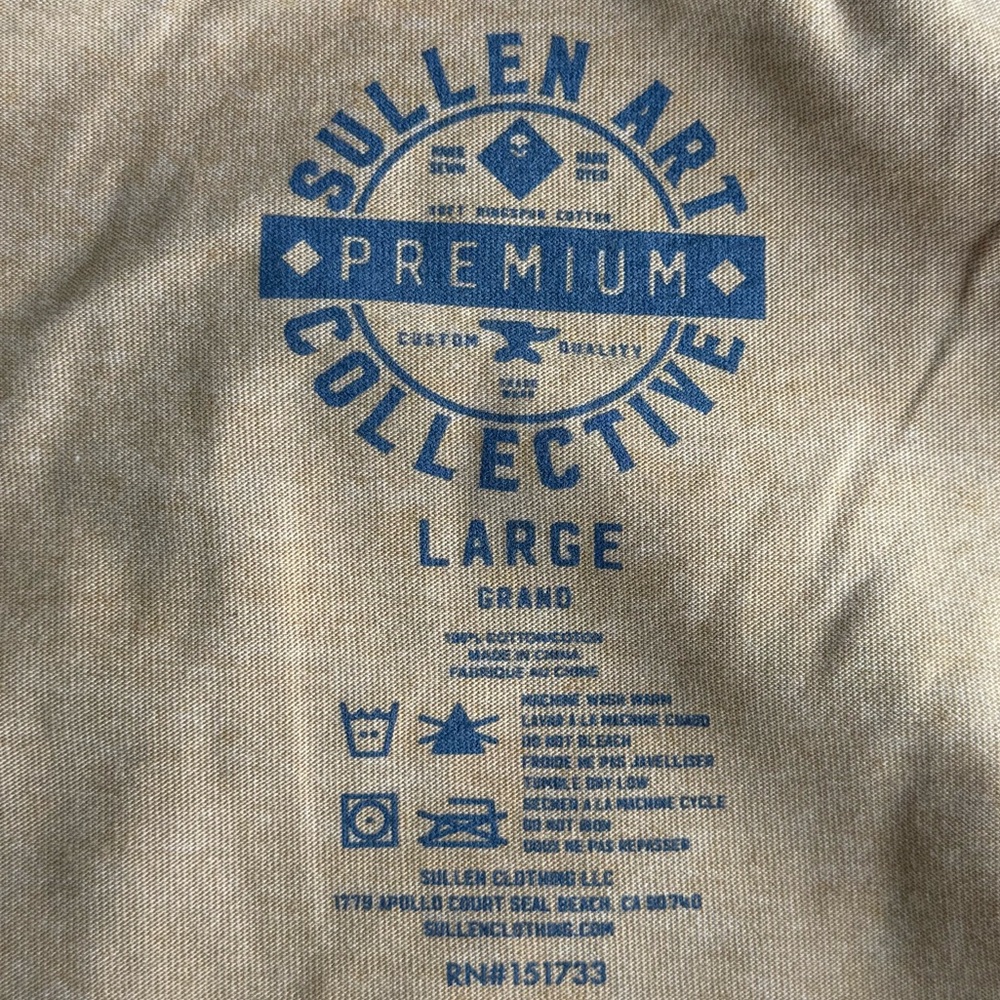 SULLEN ART
HAND
DYED
SOFT RINGSPUN COTTON
PREMIUM
CUSTOM QUALITY
TRADE
MARK
COLLECTIVE
LARGE
GRAND
100% COTTON/COTON
MADE IN CHINA
FABRIQUE AU CHINE
MACHINE WASH WARM
LAVAR A LA MACHINE CHAUD
DO NOT BLEACH
FROIDE NE PAS JAVELLISER
TUMBLE DRY LOW
SECHER A LA MACHINE CYCLE
DO NOT IRON
DOUX NE PAS REPASSER
SULLEN CLOTHING LLC
1779 APOLLO COURT SEAL BEACH, CA 90740
SULLENCLOTHING.COM
RN#151733